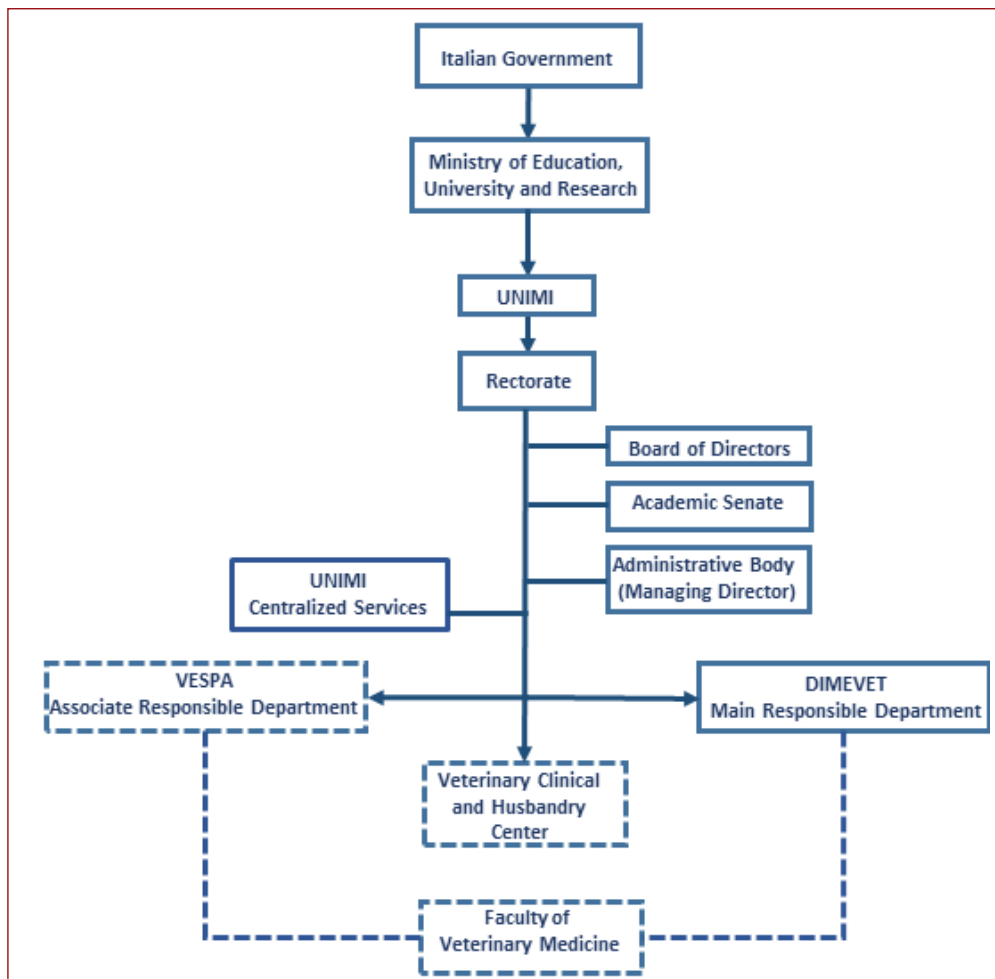 Italian Government
Ministry of Education,
University and Research
UNIMI
Rectorate
Board of Directors
Academic Senate
Administrative Body
(Managing Director)
UNIMI
Centralized Services
VESPA
Associate Responsible Department
DIMEVET
Main Responsible Department
Veterinary Clinical
and Husbandry
Center
Faculty of
Veterinary Medicine